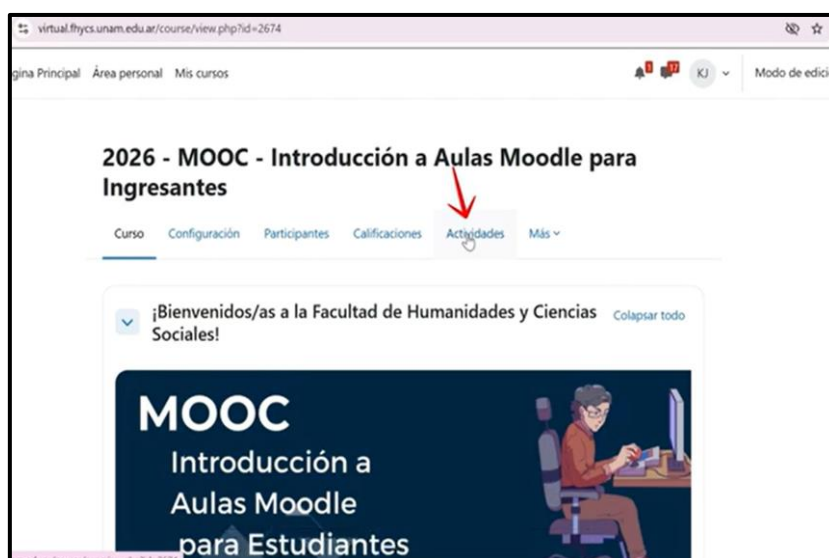 virtual.fhycs.unam.edu.ar/course/view.php?id=2674
gina Principal Área personal Mis cursos 1 17 KJ Modo de edici
2026 - MOOC - Introducción a Aulas Moodle para
Ingresantes
Curso Configuración Participantes Calificaciones Actividades Más
¡Bienvenidos/as a la Facultad de Humanidades y Ciencias Colapsar todo
Sociales!
MOOC
Introducción a
Aulas Moodle
para Estudiantes